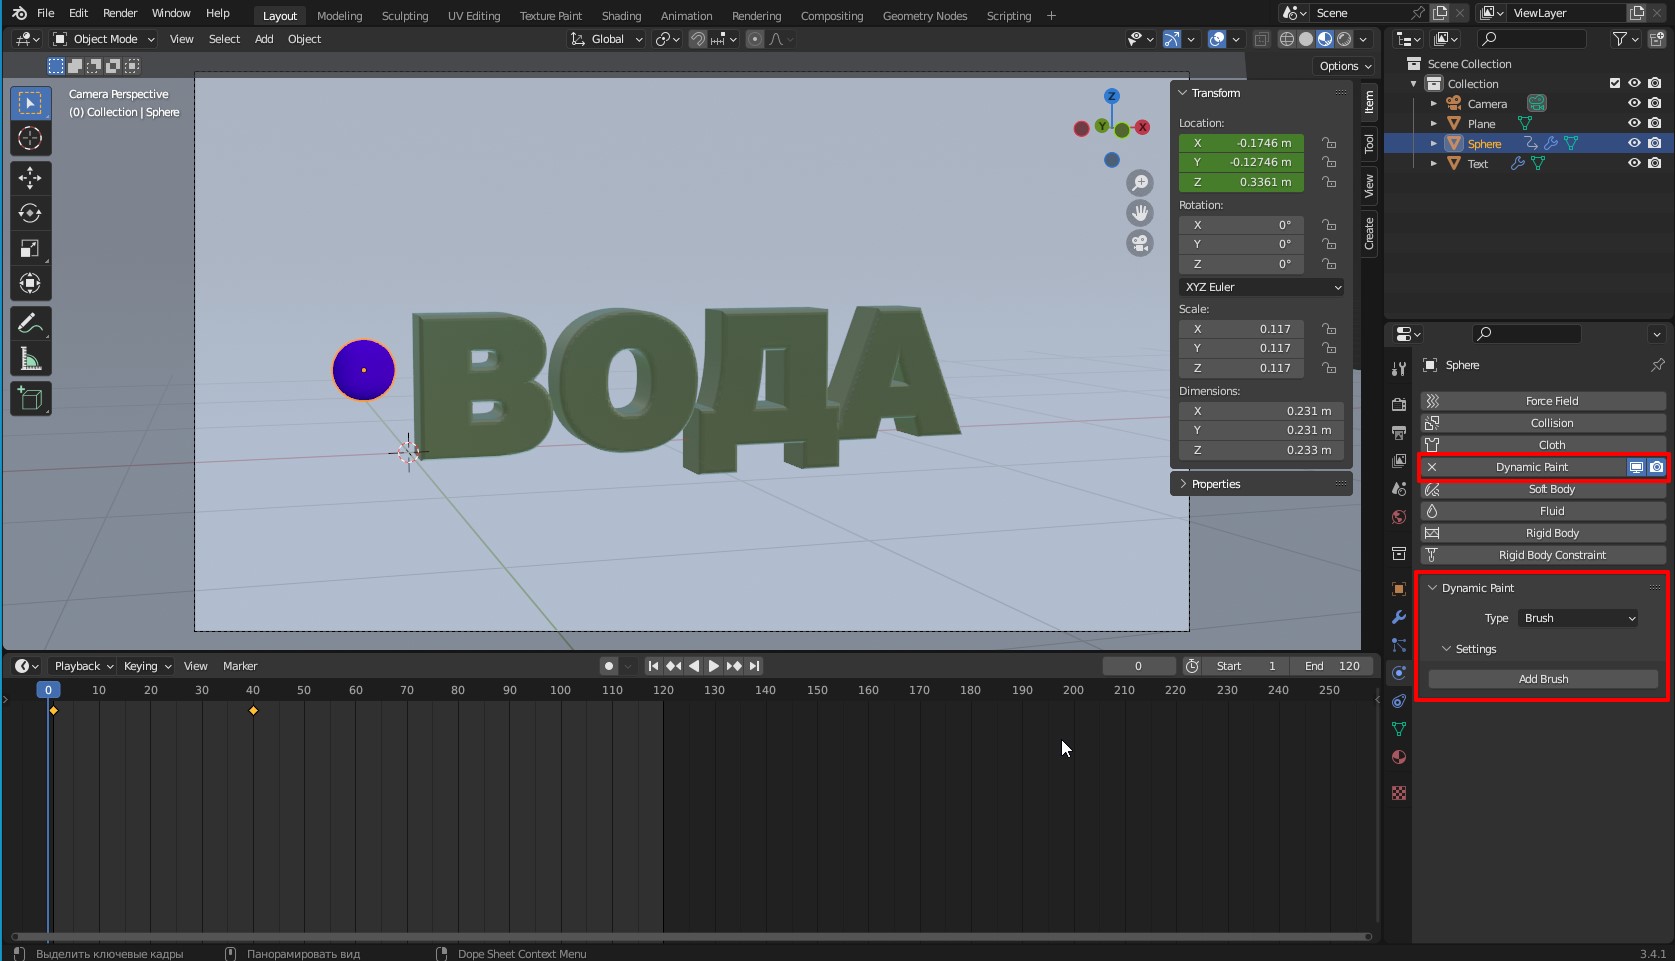 File Edit Render Window Help Layout Modeling Sculpting UV Editing Texture Paint Shading Animation Rendering Compositing Geometry Nodes Scripting + Scene ViewLayer
Object Mode View Select Add Object Global
Options
Camera Perspective
(0) Collection | Sphere
ВОДА
Z
Y
X
Transform
Location:
X -0.1746 m
Y -0.12746 m
Z 0.3361 m
Rotation:
X 0°
Y 0°
Z 0°
XYZ Euler
Scale:
X 0.117
Y 0.117
Z 0.117
Dimensions:
X 0.231 m
Y 0.231 m
Z 0.233 m
Properties
Item
Tool
View
Create
Scene Collection
Collection
Camera
Plane
Sphere
Text
Sphere
Force Field
Collision
Cloth
Dynamic Paint
Soft Body
Fluid
Rigid Body
Rigid Body Constraint
Dynamic Paint
Type Brush
Settings
Add Brush
Playback Keying View Marker 0 Start 1 End 120
0 10 20 30 40 50 60 70 80 90 100 110 120 130 140 150 160 170 180 190 200 210 220 230 240 250
Выделить ключевые кадры Панорамировать вид Dope Sheet Context Menu 3.4.1